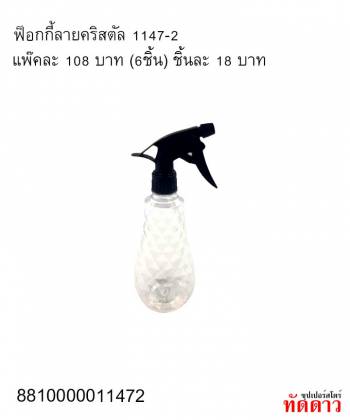 ฟ๊อกกี้ลายคริสตัล 1147-2
แพ๊คละ 108 บาท (6ชิ้น) ชิ้นละ 18 บาท
8810000011472
ซุปเปอร์สโตร์
ทัดดาว